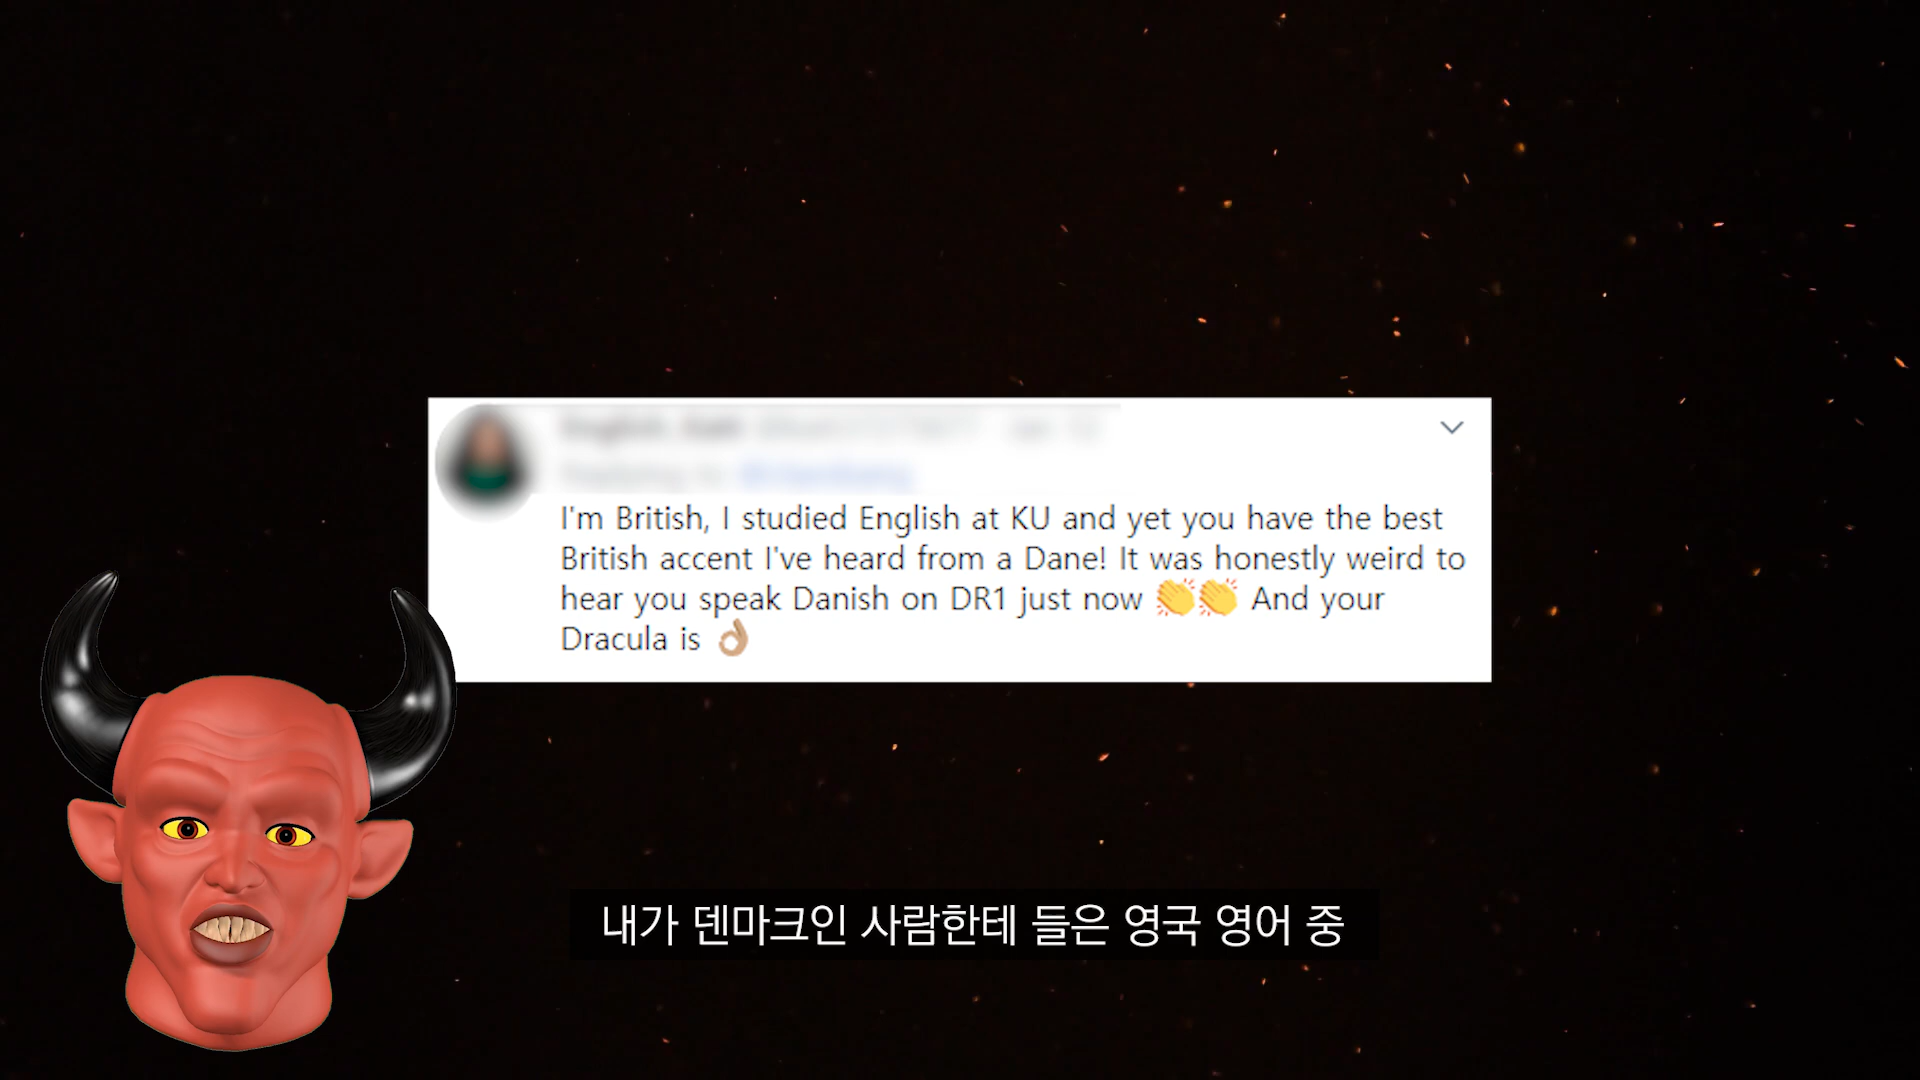 I'm British, I studied English at KU and yet you have the best
British accent I've heard from a Dane! It was honestly weird to
hear you speak Danish on DR1 just now 👏👏 And your
Dracula is 👌🏽
내가 덴마크인 사람한테 들은 영국 영어 중